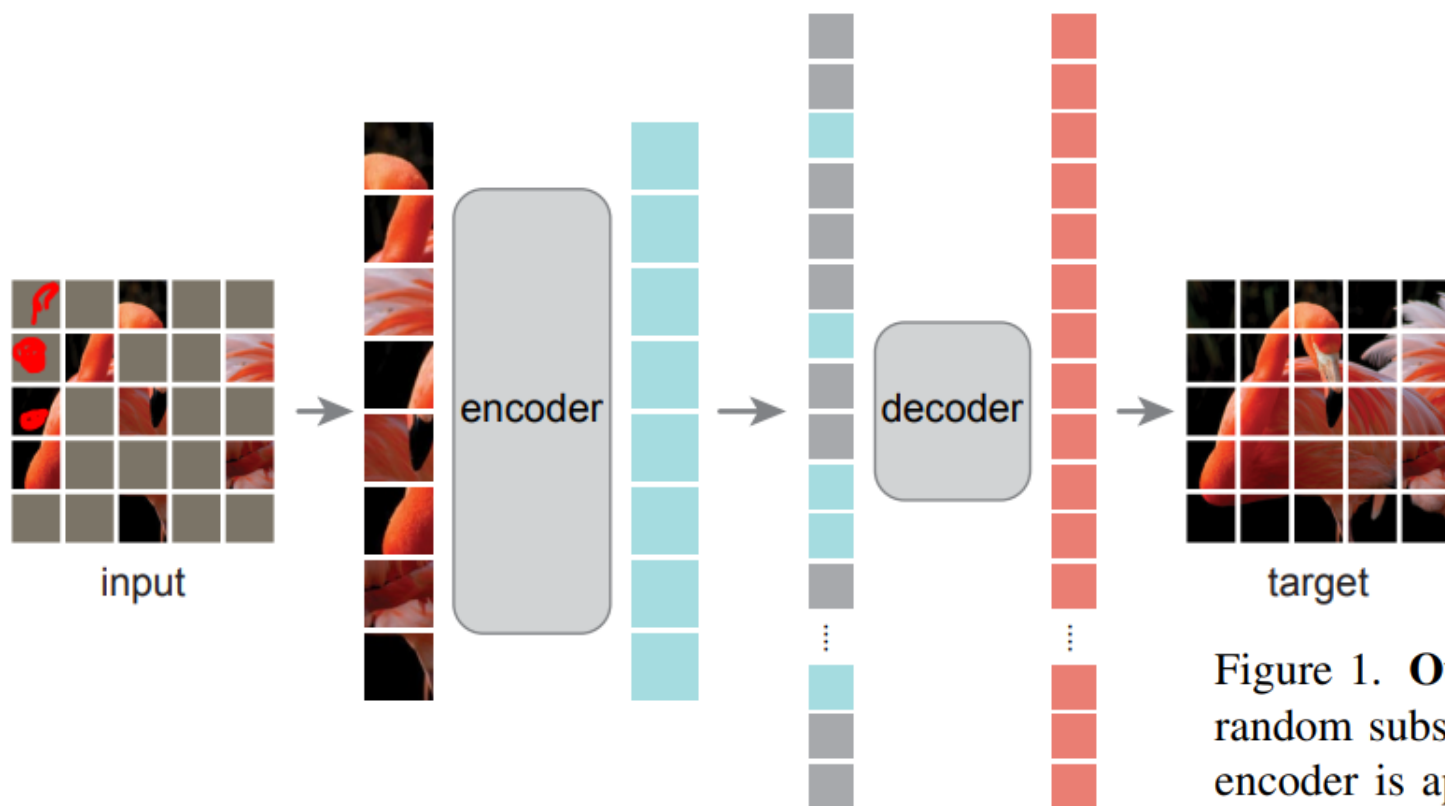 input
encoder
decoder
target
Figure 1. O
random subs
encoder is a